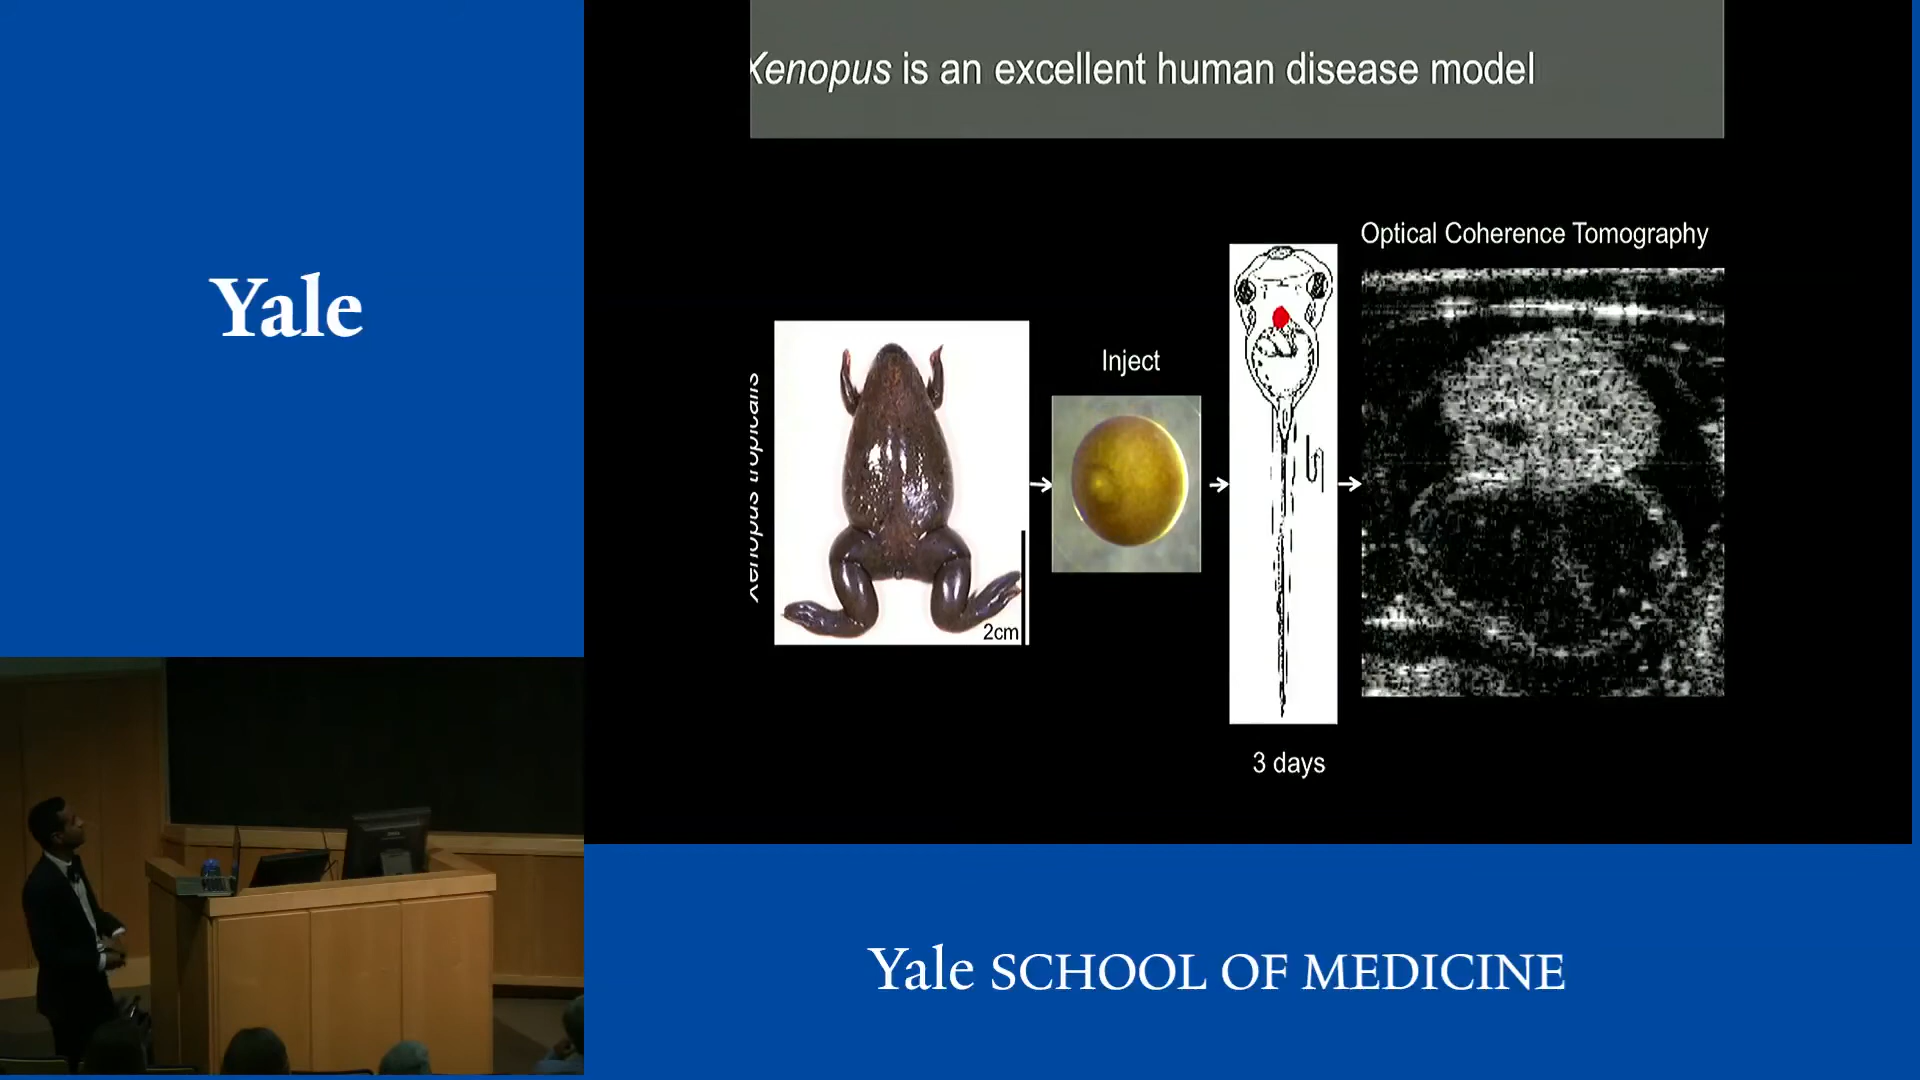 Yale
Xenopus is an excellent human disease model
Xenopus tropicalis
2cm
Inject
3 days
Optical Coherence Tomography
Yale SCHOOL OF MEDICINE